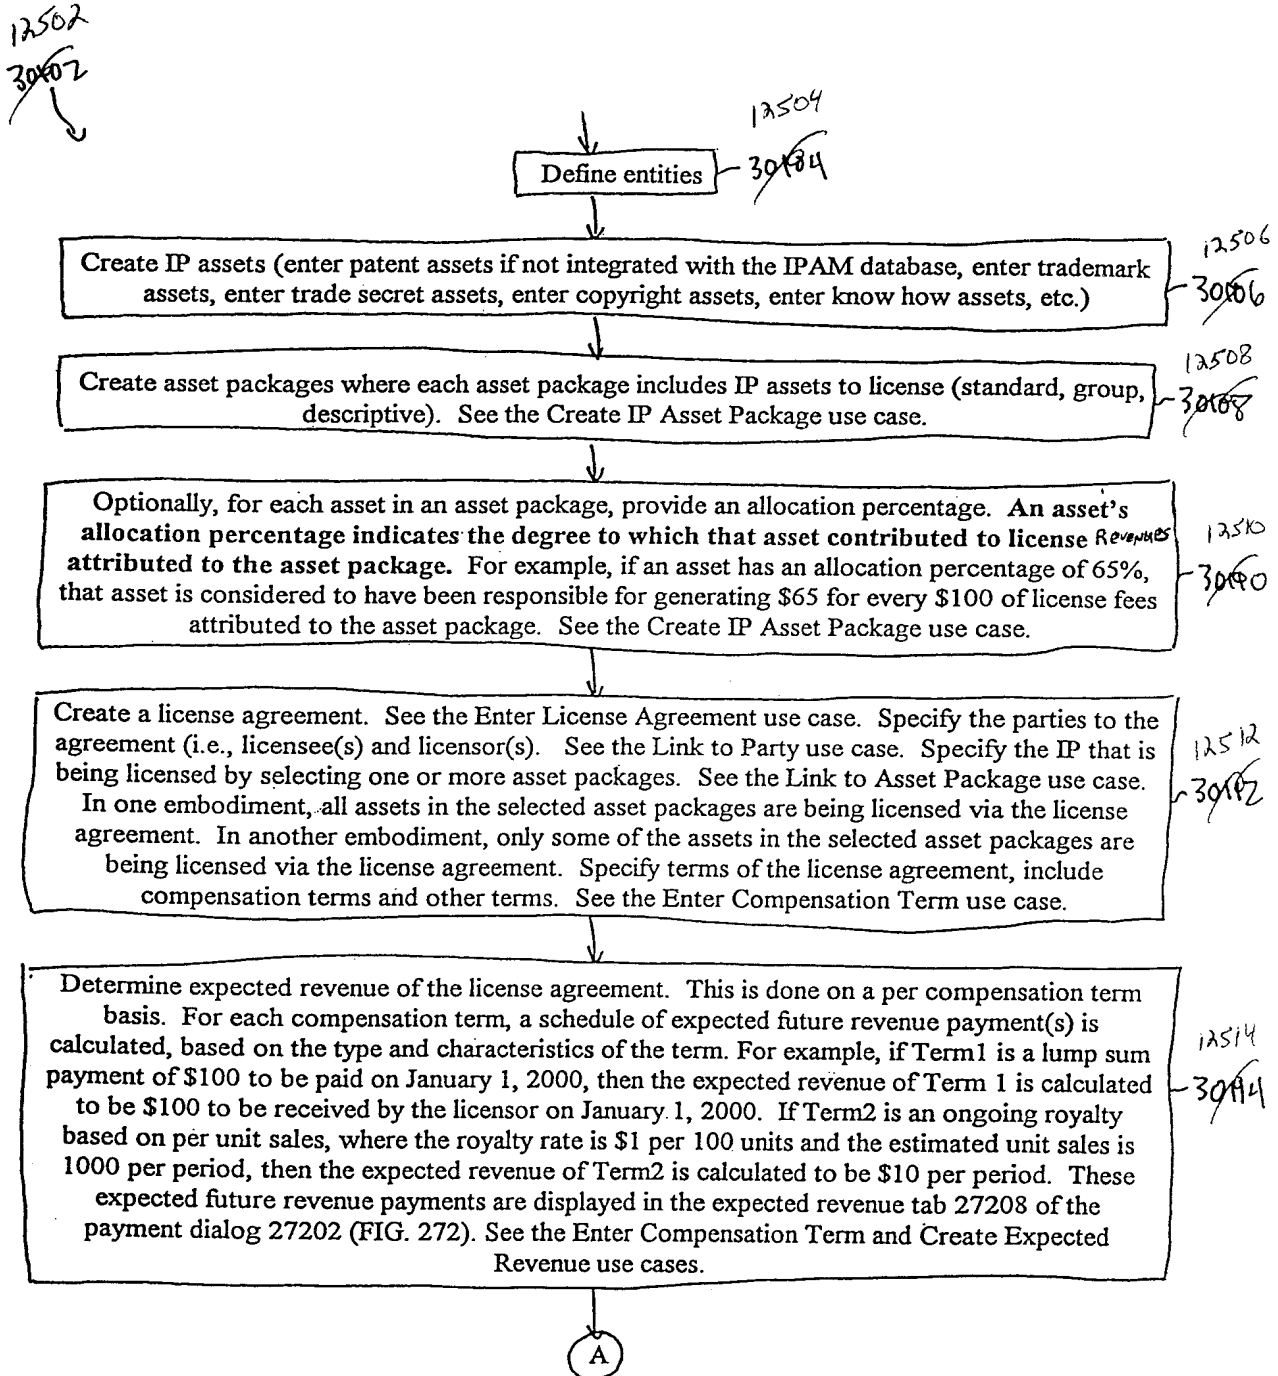 12502
30402
12504
Define entities
30484
12506
Create IP assets (enter patent assets if not integrated with the IPAM database, enter trademark
assets, enter trade secret assets, enter copyright assets, enter know how assets, etc.)
12508
Create asset packages where each asset package includes IP assets to license (standard, group,
descriptive). See the Create IP Asset Package use case.
Optionally, for each asset in an asset package, provide an allocation percentage. An asset's
allocation percentage indicates the degree to which that asset contributed to license Revenues
attributed to the asset package. For example, if an asset has an allocation percentage of 65%,
that asset is considered to have been responsible for generating $65 for every $100 of license fees
attributed to the asset package. See the Create IP Asset Package use case.
12510
Create a license agreement. See the Enter License Agreement use case. Specify the parties to the
agreement (i.e., licensee(s) and licensor(s). See the Link to Party use case. Specify the IP that is
being licensed by selecting one or more asset packages. See the Link to Asset Package use case.
In one embodiment, all assets in the selected asset packages are being licensed via the license
agreement. In another embodiment, only some of the assets in the selected asset packages are
being licensed via the license agreement. Specify terms of the license agreement, include
compensation terms and other terms. See the Enter Compensation Term use case.
12512
Determine expected revenue of the license agreement. This is done on a per compensation term
basis. For each compensation term, a schedule of expected future revenue payment(s) is
calculated, based on the type and characteristics of the term. For example, if Term1 is a lump sum
payment of $100 to be paid on January 1, 2000, then the expected revenue of Term 1 is calculated
to be $100 to be received by the licensor on January 1, 2000. If Term2 is an ongoing royalty
based on per unit sales, where the royalty rate is $1 per 100 units and the estimated unit sales is
1000 per period, then the expected revenue of Term2 is calculated to be $10 per period. These
expected future revenue payments are displayed in the expected revenue tab 27208 of the
payment dialog 27202 (FIG. 272). See the Enter Compensation Term and Create Expected
Revenue use cases.
12514
A